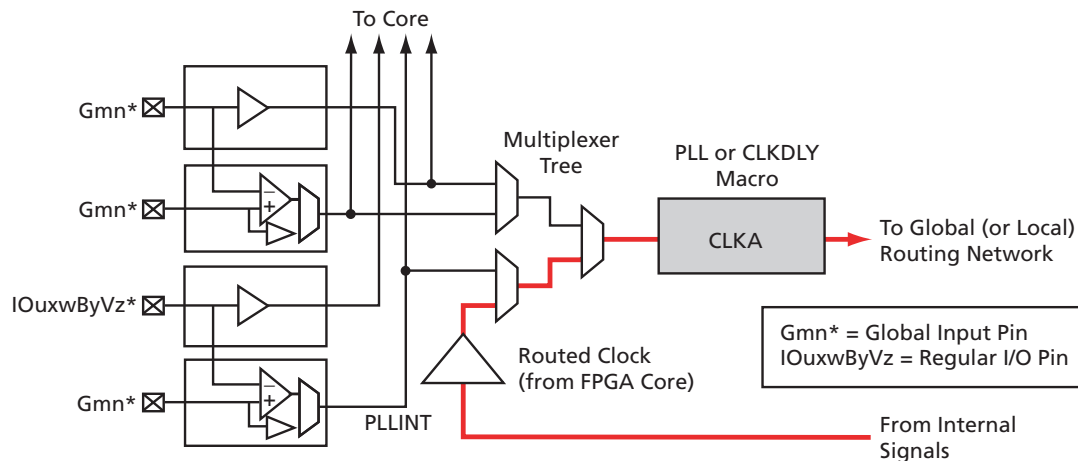 To Core
Gmn*
Gmn*
IOuxwByVz*
Gmn*
Multiplexer
Tree
PLL or CLKDLY
Macro
CLKA
To Global (or Local)
Routing Network
−
+
−
+
Routed Clock
(from FPGA Core)
PLLINT
Gmn* = Global Input Pin
IOuxwByVz = Regular I/O Pin
From Internal
Signals